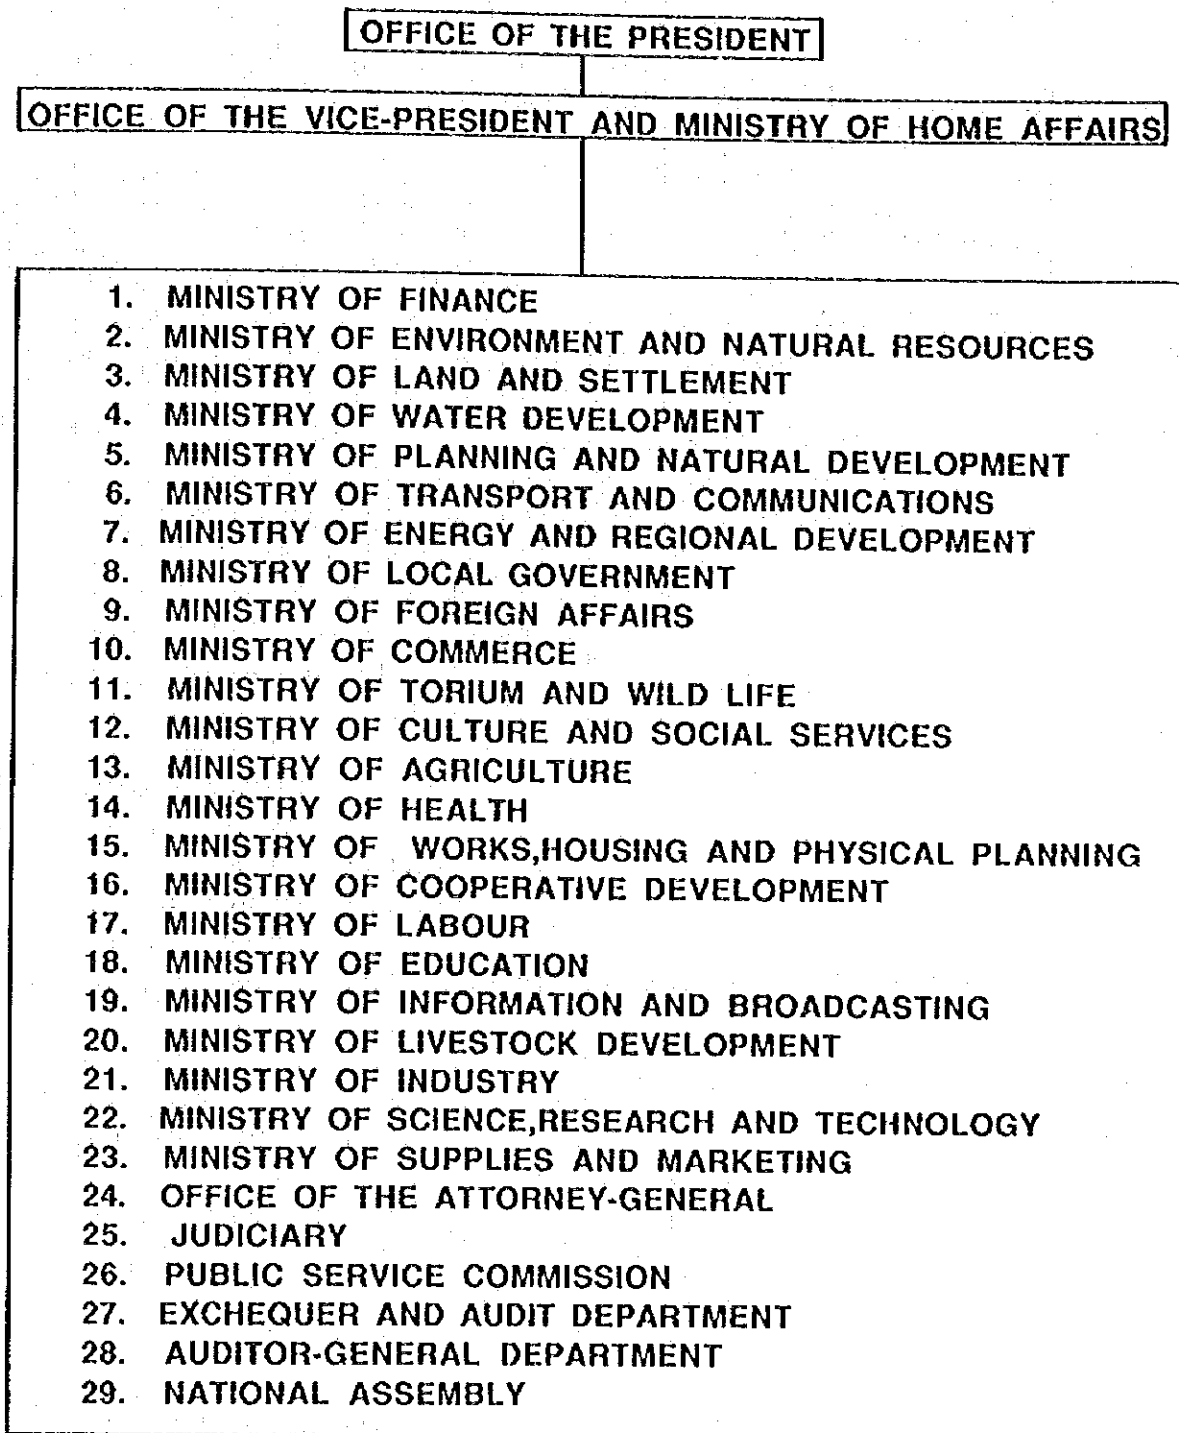 OFFICE OF THE PRESIDENT
OFFICE OF THE VICE-PRESIDENT AND MINISTRY OF HOME AFFAIRS
1. MINISTRY OF FINANCE
2. MINISTRY OF ENVIRONMENT AND NATURAL RESOURCES
3. MINISTRY OF LAND AND SETTLEMENT
4. MINISTRY OF WATER DEVELOPMENT
5. MINISTRY OF PLANNING AND NATURAL DEVELOPMENT
6. MINISTRY OF TRANSPORT AND COMMUNICATIONS
7. MINISTRY OF ENERGY AND REGIONAL DEVELOPMENT
8. MINISTRY OF LOCAL GOVERNMENT
9. MINISTRY OF FOREIGN AFFAIRS
10. MINISTRY OF COMMERCE
11. MINISTRY OF TORIUM AND WILD LIFE
12. MINISTRY OF CULTURE AND SOCIAL SERVICES
13. MINISTRY OF AGRICULTURE
14. MINISTRY OF HEALTH
15. MINISTRY OF WORKS,HOUSING AND PHYSICAL PLANNING
16. MINISTRY OF COOPERATIVE DEVELOPMENT
17. MINISTRY OF LABOUR
18. MINISTRY OF EDUCATION
19. MINISTRY OF INFORMATION AND BROADCASTING
20. MINISTRY OF LIVESTOCK DEVELOPMENT
21. MINISTRY OF INDUSTRY
22. MINISTRY OF SCIENCE,RESEARCH AND TECHNOLOGY
23. MINISTRY OF SUPPLIES AND MARKETING
24. OFFICE OF THE ATTORNEY-GENERAL
25. JUDICIARY
26. PUBLIC SERVICE COMMISSION
27. EXCHEQUER AND AUDIT DEPARTMENT
28. AUDITOR-GENERAL DEPARTMENT
29. NATIONAL ASSEMBLY